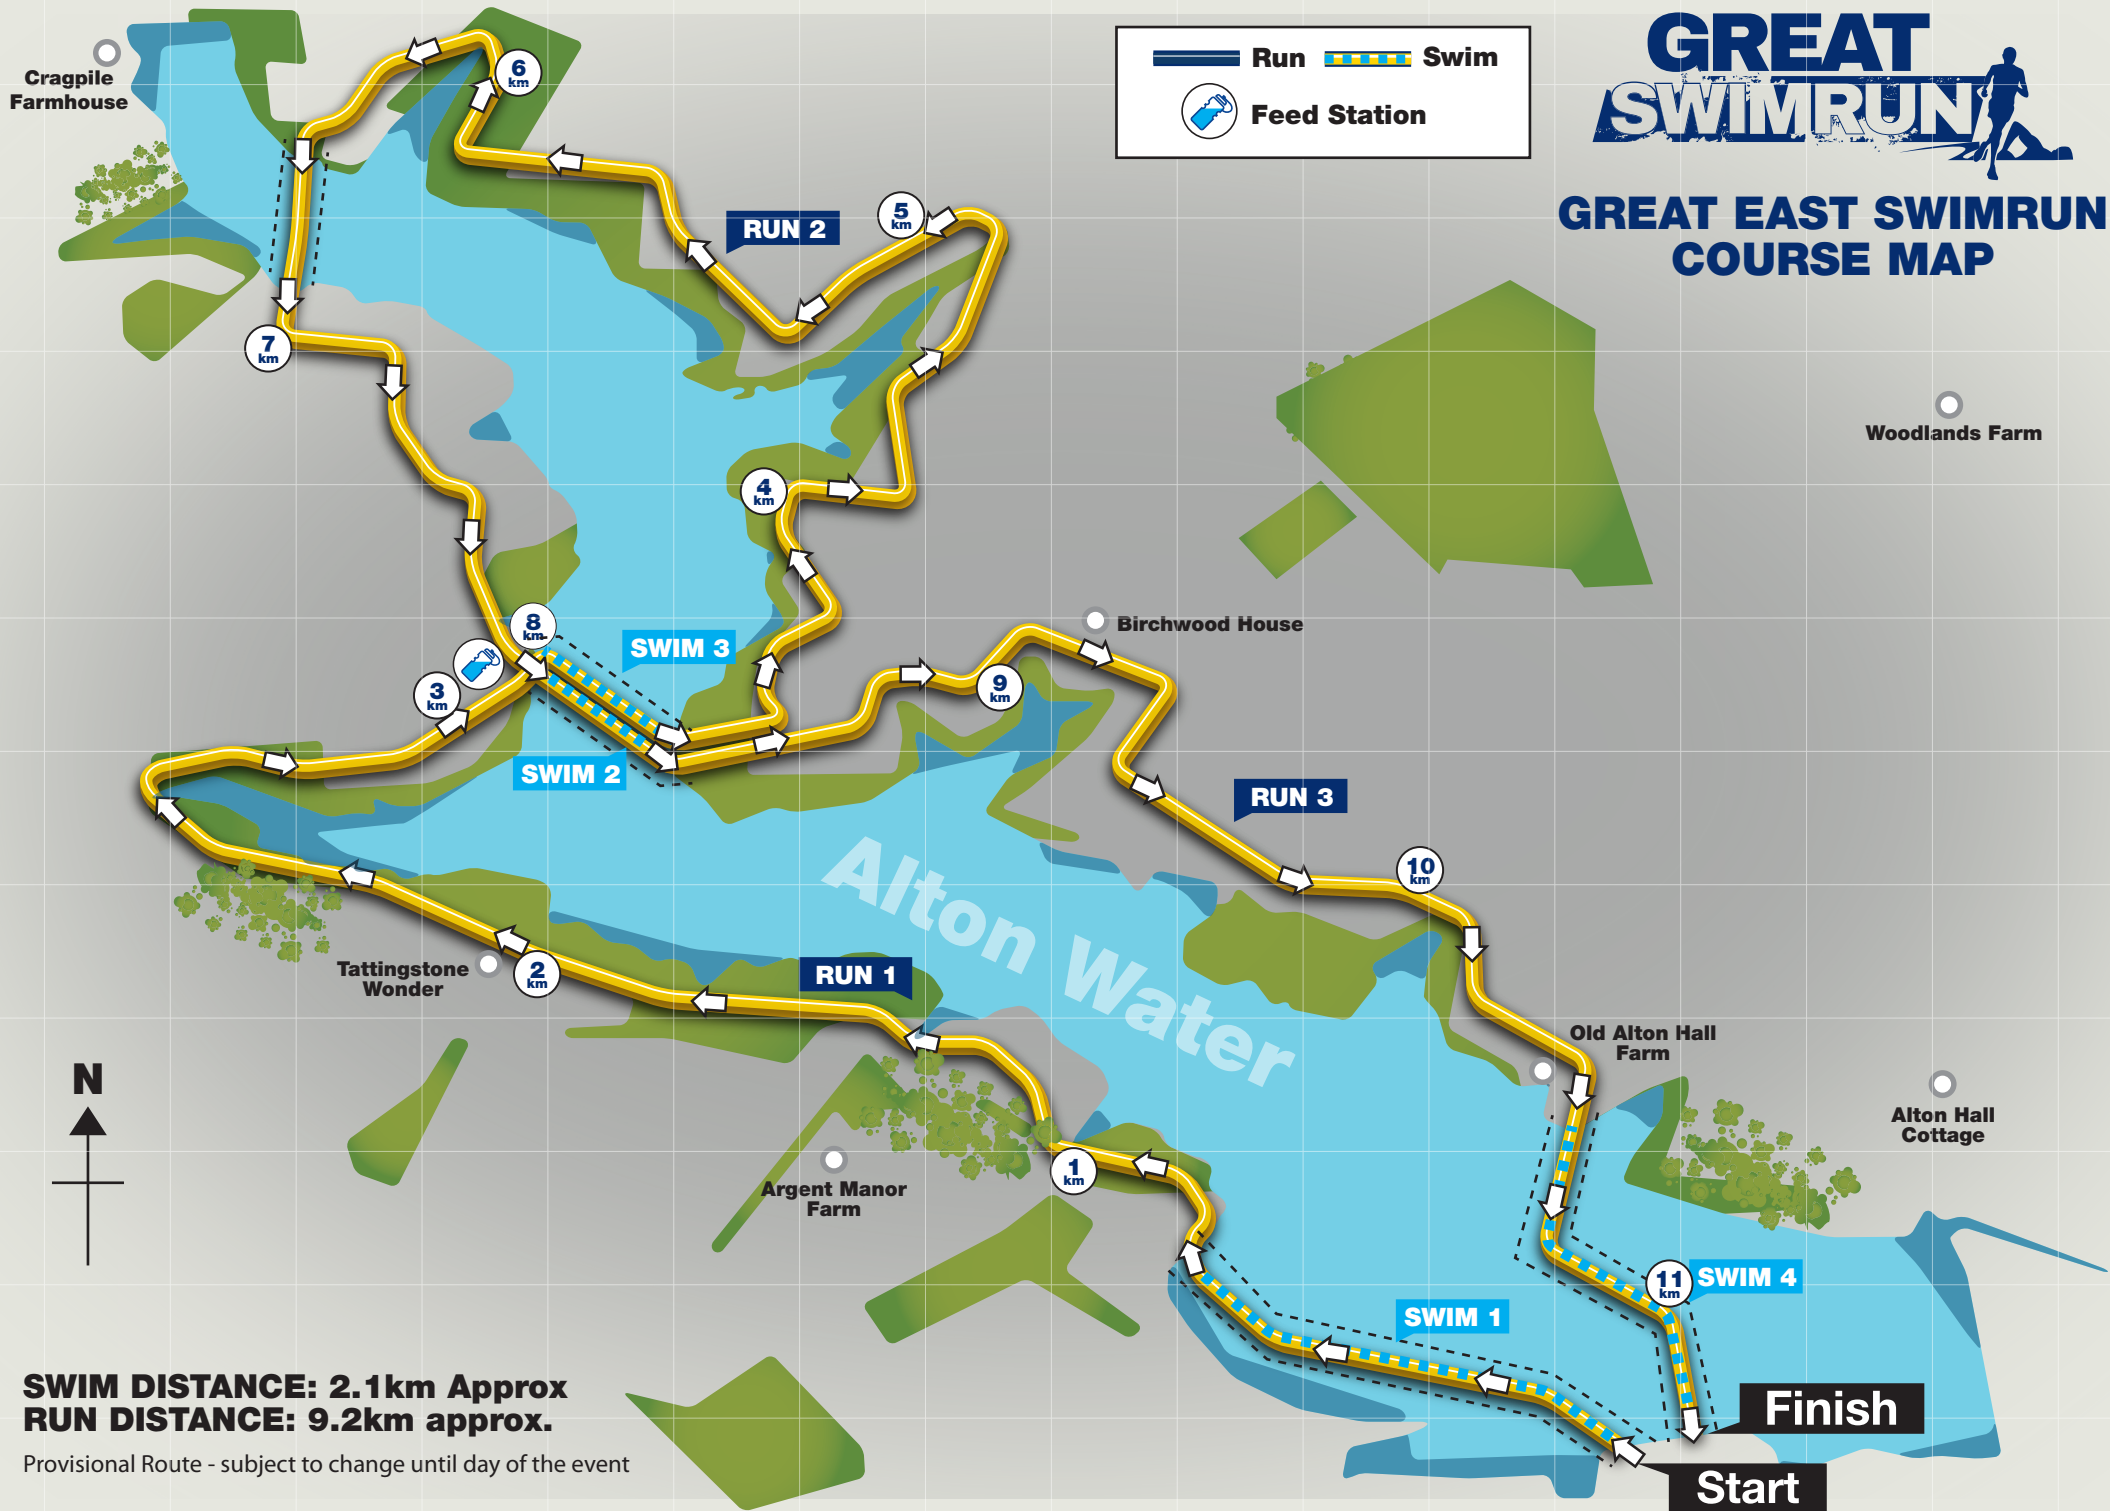 Run
Swim
Feed Station
GREAT
SWIMRUN
GREAT EAST SWIMRUN
COURSE MAP
Cragpile
Farmhouse
6
km
5
km
RUN 2
7
km
Woodlands Farm
4
km
8
km
SWIM 3
Birchwood House
3
km
9
km
SWIM 2
RUN 3
10
km
Alton Water
Tattingstone
Wonder
2
km
RUN 1
Old Alton Hall
Farm
N
Alton Hall
Cottage
1
km
Argent Manor
Farm
11
km
SWIM 4
SWIM 1
SWIM DISTANCE: 2.1km Approx
RUN DISTANCE: 9.2km approx.
Provisional Route - subject to change until day of the event
Finish
Start